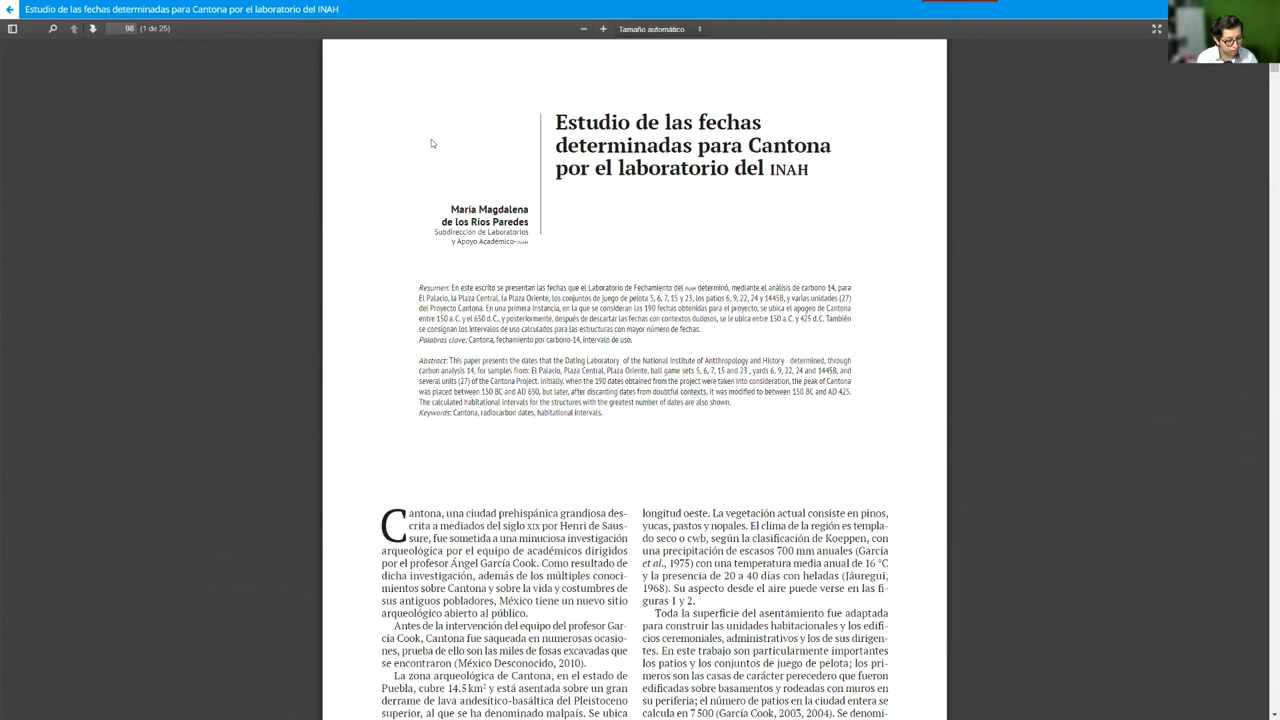 Estudio de las fechas determinadas para Cantona por el laboratorio del INAH
98 (1 de 25)
Tamaño automático
Estudio de las fechas
determinadas para Cantona
por el laboratorio del INAH
María Magdalena
de los Ríos Paredes
Subdirección de Laboratorios
y Apoyo Académico-INAH
Resumen: En este escrito se presentan las fechas que el Laboratorio de Fechamiento del INAH determinó, mediante el análisis de carbono 14, para
El Palacio, la Plaza Central, la Plaza Oriente, los conjuntos de juego de pelota 5, 6, 7, 15 y 23, los patios 6, 9, 22, 24 y 1445B, y varias unidades (27)
del Proyecto Cantona. En una primera instancia, en la que se consideran las 190 fechas obtenidas para el proyecto, se ubica el apogeo de Cantona
entre 150 a. C. y el 650 d. C., y posteriormente, después de descartar las fechas con contextos dudosos, se le ubica entre 150 a. C. y 425 d. C. También
se consignan los intervalos de uso calculados para las estructuras con mayor número de fechas.
Palabras clave: Cantona, fechamiento por carbono-14, intervalo de uso.
Abstract: This paper presents the dates that the Dating Laboratory of the National Institute of Antthropology and History determined, through
carbon analysis 14, for samples from: El Palacio, Plaza Central, Plaza Oriente, ball game sets 5, 6, 7, 15 and 23 , yards 6, 9, 22, 24 and 1445B, and
several units (27) of the Cantona Project. Initially, when the 190 dates obtained from the project were taken into consideration, the peak of Cantona
was placed between 150 BC and AD 650, but later, after discarding dates from doubtful contexts, it was modified to between 150 BC and AD 425.
The calculated habitational intervals for the structures with the greatest number of dates are also shown.
Keywords: Cantona, radiocarbon dates, habitational intervals.
Cantona, una ciudad prehispánica grandiosa des-
crita a mediados del siglo XIX por Henri de Saus-
sure, fue sometida a una minuciosa investigación
arqueológica por el equipo de académicos dirigidos
por el profesor Ángel García Cook. Como resultado de
dicha investigación, además de los múltiples conoci-
mientos sobre Cantona y sobre la vida y costumbres de
sus antiguos pobladores, México tiene un nuevo sitio
arqueológico abierto al público.
Antes de la intervención del equipo del profesor Gar-
cía Cook, Cantona fue saqueada en numerosas ocasio-
nes, prueba de ello son las miles de fosas excavadas que
se encontraron (México Desconocido, 2010).
La zona arqueológica de Cantona, en el estado de
Puebla, cubre 14.5 km² y está asentada sobre un gran
derrame de lava andesítico-basáltica del Pleistoceno
superior, al que se ha denominado malpaís. Se ubica
longitud oeste. La vegetación actual consiste en pinos,
yucas, pastos y nopales. El clima de la región es templa-
do seco o cwb, según la clasificación de Koeppen, con
una precipitación de escasos 700 mm anuales (García
et al., 1975) con una temperatura media anual de 16 °C
y la presencia de 20 a 40 días con heladas (Jáuregui,
1968). Su aspecto desde el aire puede verse en las fi-
guras 1 y 2.
Toda la superficie del asentamiento fue adaptada
para construir las unidades habitacionales y los edifi-
cios ceremoniales, administrativos y los de sus dirigen-
tes. En este trabajo son particularmente importantes
los patios y los conjuntos de juego de pelota; los pri-
meros son las casas de carácter perecedero que fueron
edificadas sobre basamentos y rodeadas con muros en
su periferia; el número de patios en la ciudad entera se
calcula en 7 500 (García Cook, 2003, 2004). Se denomi-